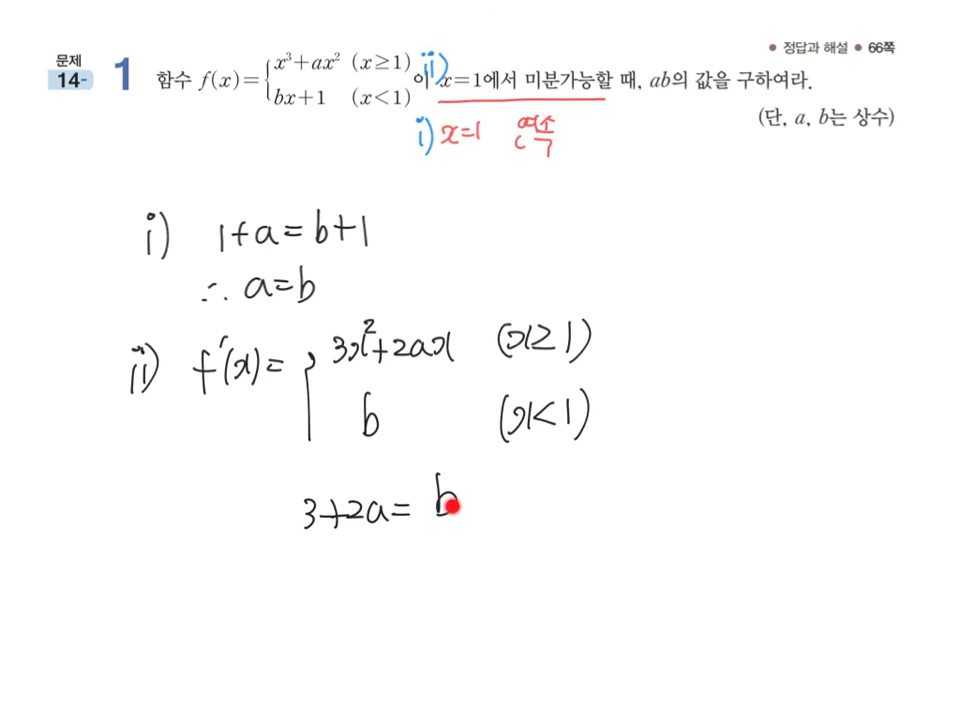 정답과 해설 ● 66쪽
문제
14- 1 함수 f(x)={x³+ax² (x≥1) bx+1 (x<1) 이 x=1에서 미분가능할 때, ab의 값을 구하여라.
(단, a, b는 상수)
ii)
i) x=1 연속
i) 1+a=b+1
∴ a=b
ii) f'(x)={3x²+2ax (x≥1)
b (x<1)
3+2a= b